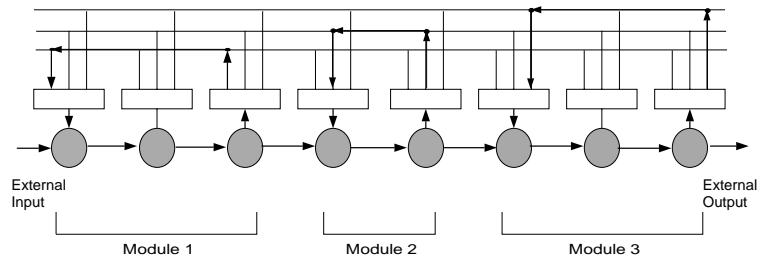 External
Input
External
Output
Module 1
Module 2
Module 3